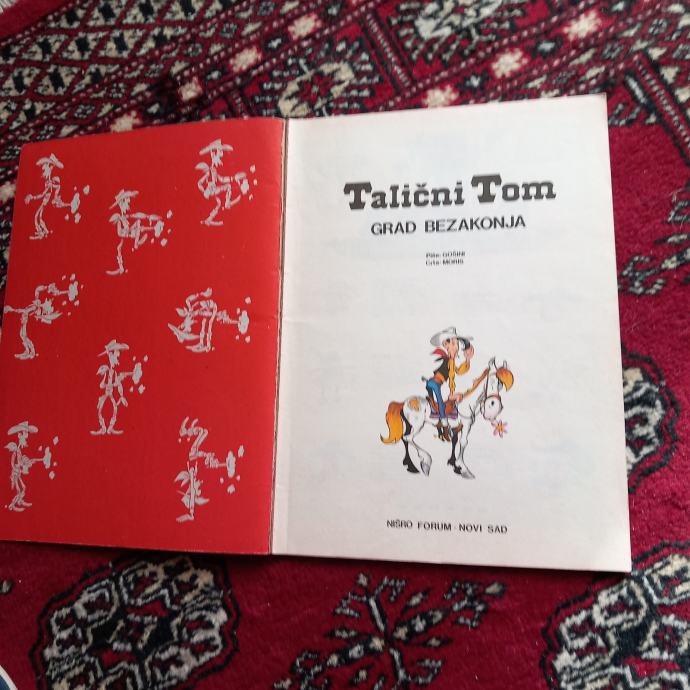 Talični Tom
GRAD BEZAKONJA
Piše: GOŠINI
Crta: MORIS
NIŠRO FORUM - NOVI SAD